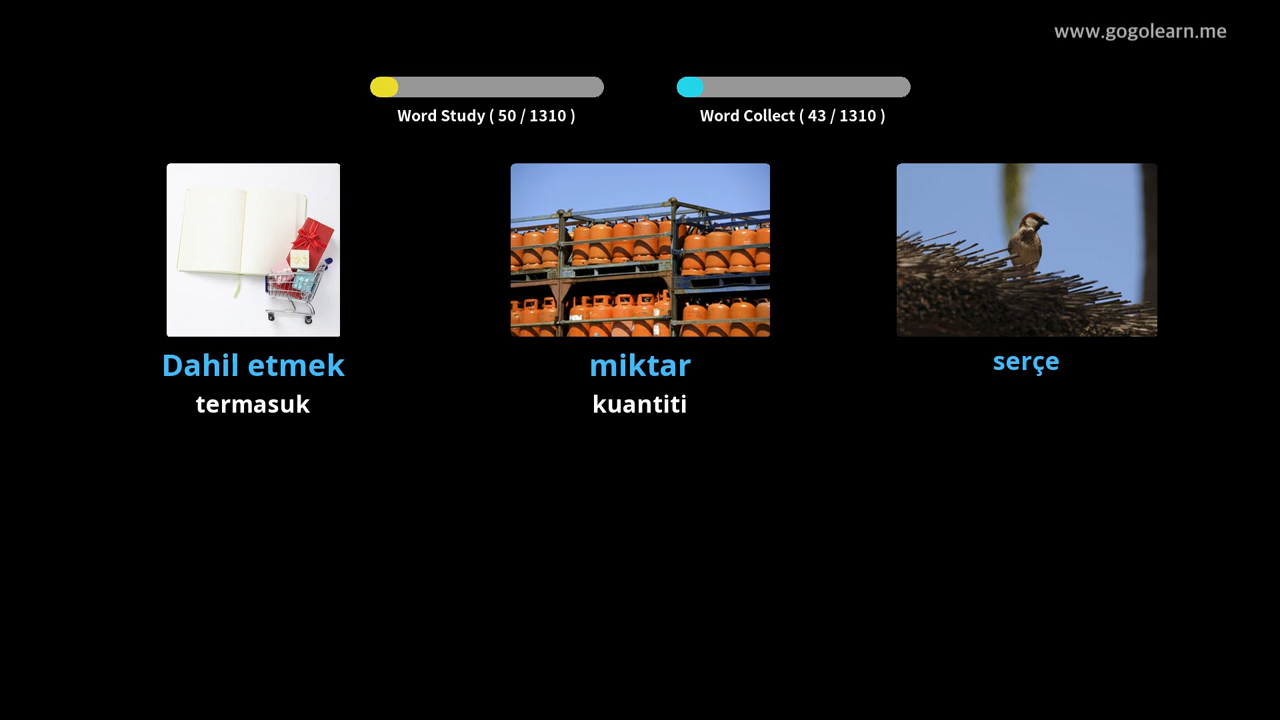 www.gogolearn.me
Word Study ( 50 / 1310 )
Word Collect ( 43 / 1310 )
Dahil etmek
termasuk
miktar
kuantiti
serçe